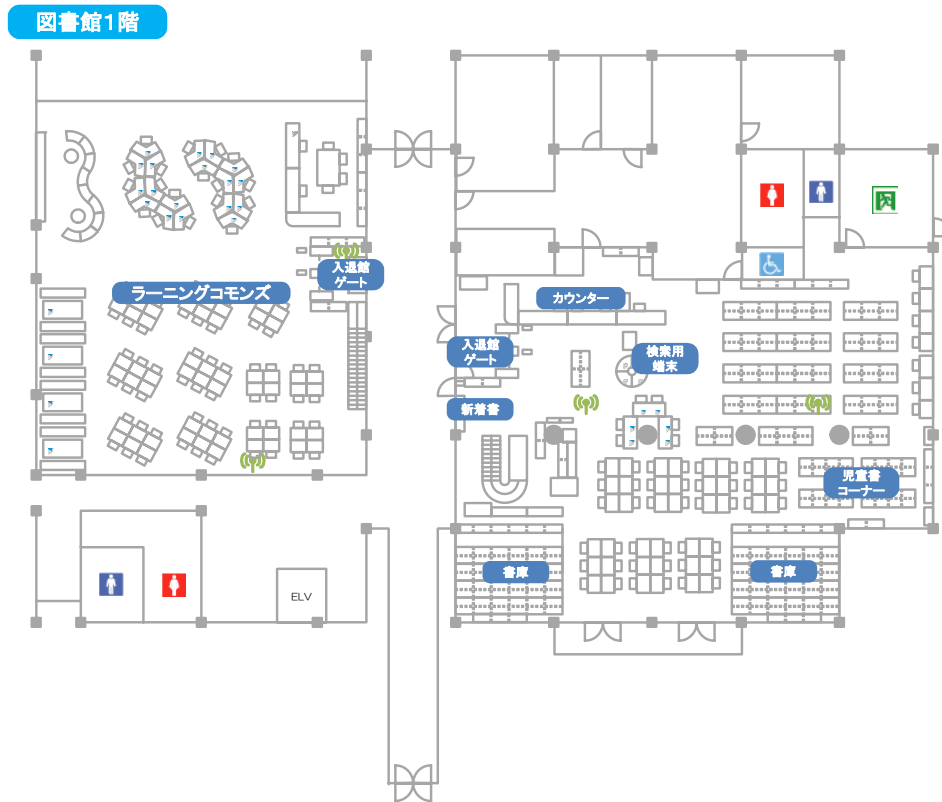 図書館1階
入退館
ゲート
ラーニングコモンズ
カウンター
入退館
ゲート
検索用
端末
新着書
児童書
コーナー
書庫
書庫
ELV